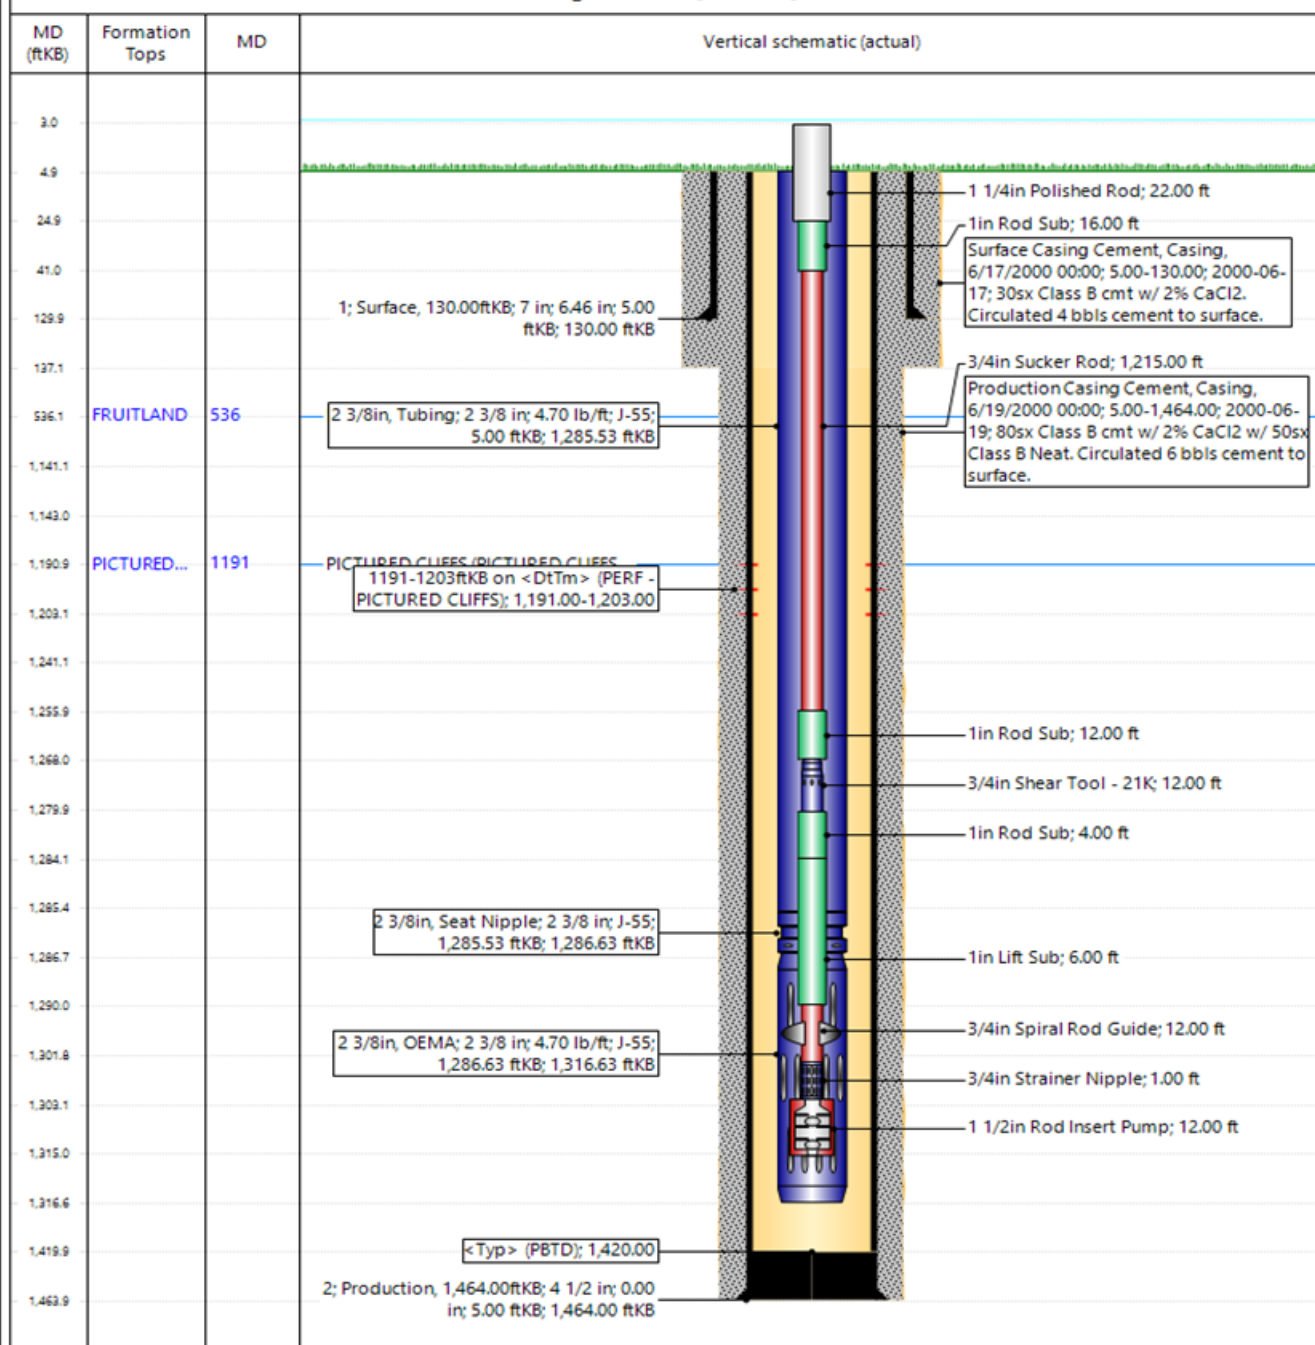 MD
(ftKB)
Formation
Tops
MD
Vertical schematic (actual)
3.0
4.9
1 1/4in Polished Rod; 22.00 ft
24.9
1in Rod Sub; 16.00 ft
Surface Casing Cement, Casing,
6/17/2000 00:00; 5.00-130.00; 2000-06-
17; 30sx Class B cmt w/ 2% CaCl2.
Circulated 4 bbls cement to surface.
41.0
1; Surface, 130.00ftKB; 7 in; 6.46 in; 5.00
ftKB; 130.00 ftKB
129.9
137.1
3/4in Sucker Rod; 1,215.00 ft
Production Casing Cement, Casing,
6/19/2000 00:00; 5.00-1,464.00; 2000-06-
19; 80sx Class B cmt w/ 2% CaCl2 w/ 50sx
Class B Neat. Circulated 6 bbls cement to
surface.
536.1
FRUITLAND
536
2 3/8in, Tubing; 2 3/8 in; 4.70 lb/ft; J-55;
5.00 ftKB; 1,285.53 ftKB
1,141.1
1,143.0
1,190.9
PICTURED...
1191
PICTURED CLIFFS (PICTURED CLIFFS
1191-1203ftKB on <DtTm> (PERF -
PICTURED CLIFFS); 1,191.00-1,203.00
1,203.1
1,241.1
1,255.9
1in Rod Sub; 12.00 ft
1,268.0
3/4in Shear Tool - 21K; 12.00 ft
1,279.9
1in Rod Sub; 4.00 ft
1,284.1
1,285.4
2 3/8in, Seat Nipple; 2 3/8 in; J-55;
1,285.53 ftKB; 1,286.63 ftKB
1,286.7
1in Lift Sub; 6.00 ft
1,290.0
3/4in Spiral Rod Guide; 12.00 ft
2 3/8in, OEMA; 2 3/8 in; 4.70 lb/ft; J-55;
1,286.63 ftKB; 1,316.63 ftKB
1,301.8
3/4in Strainer Nipple; 1.00 ft
1,303.1
1 1/2in Rod Insert Pump; 12.00 ft
1,315.0
1,316.6
1,419.9
<Typ> (PBTD); 1,420.00
2; Production, 1,464.00ftKB; 4 1/2 in; 0.00
in; 5.00 ftKB; 1,464.00 ftKB
1,463.9